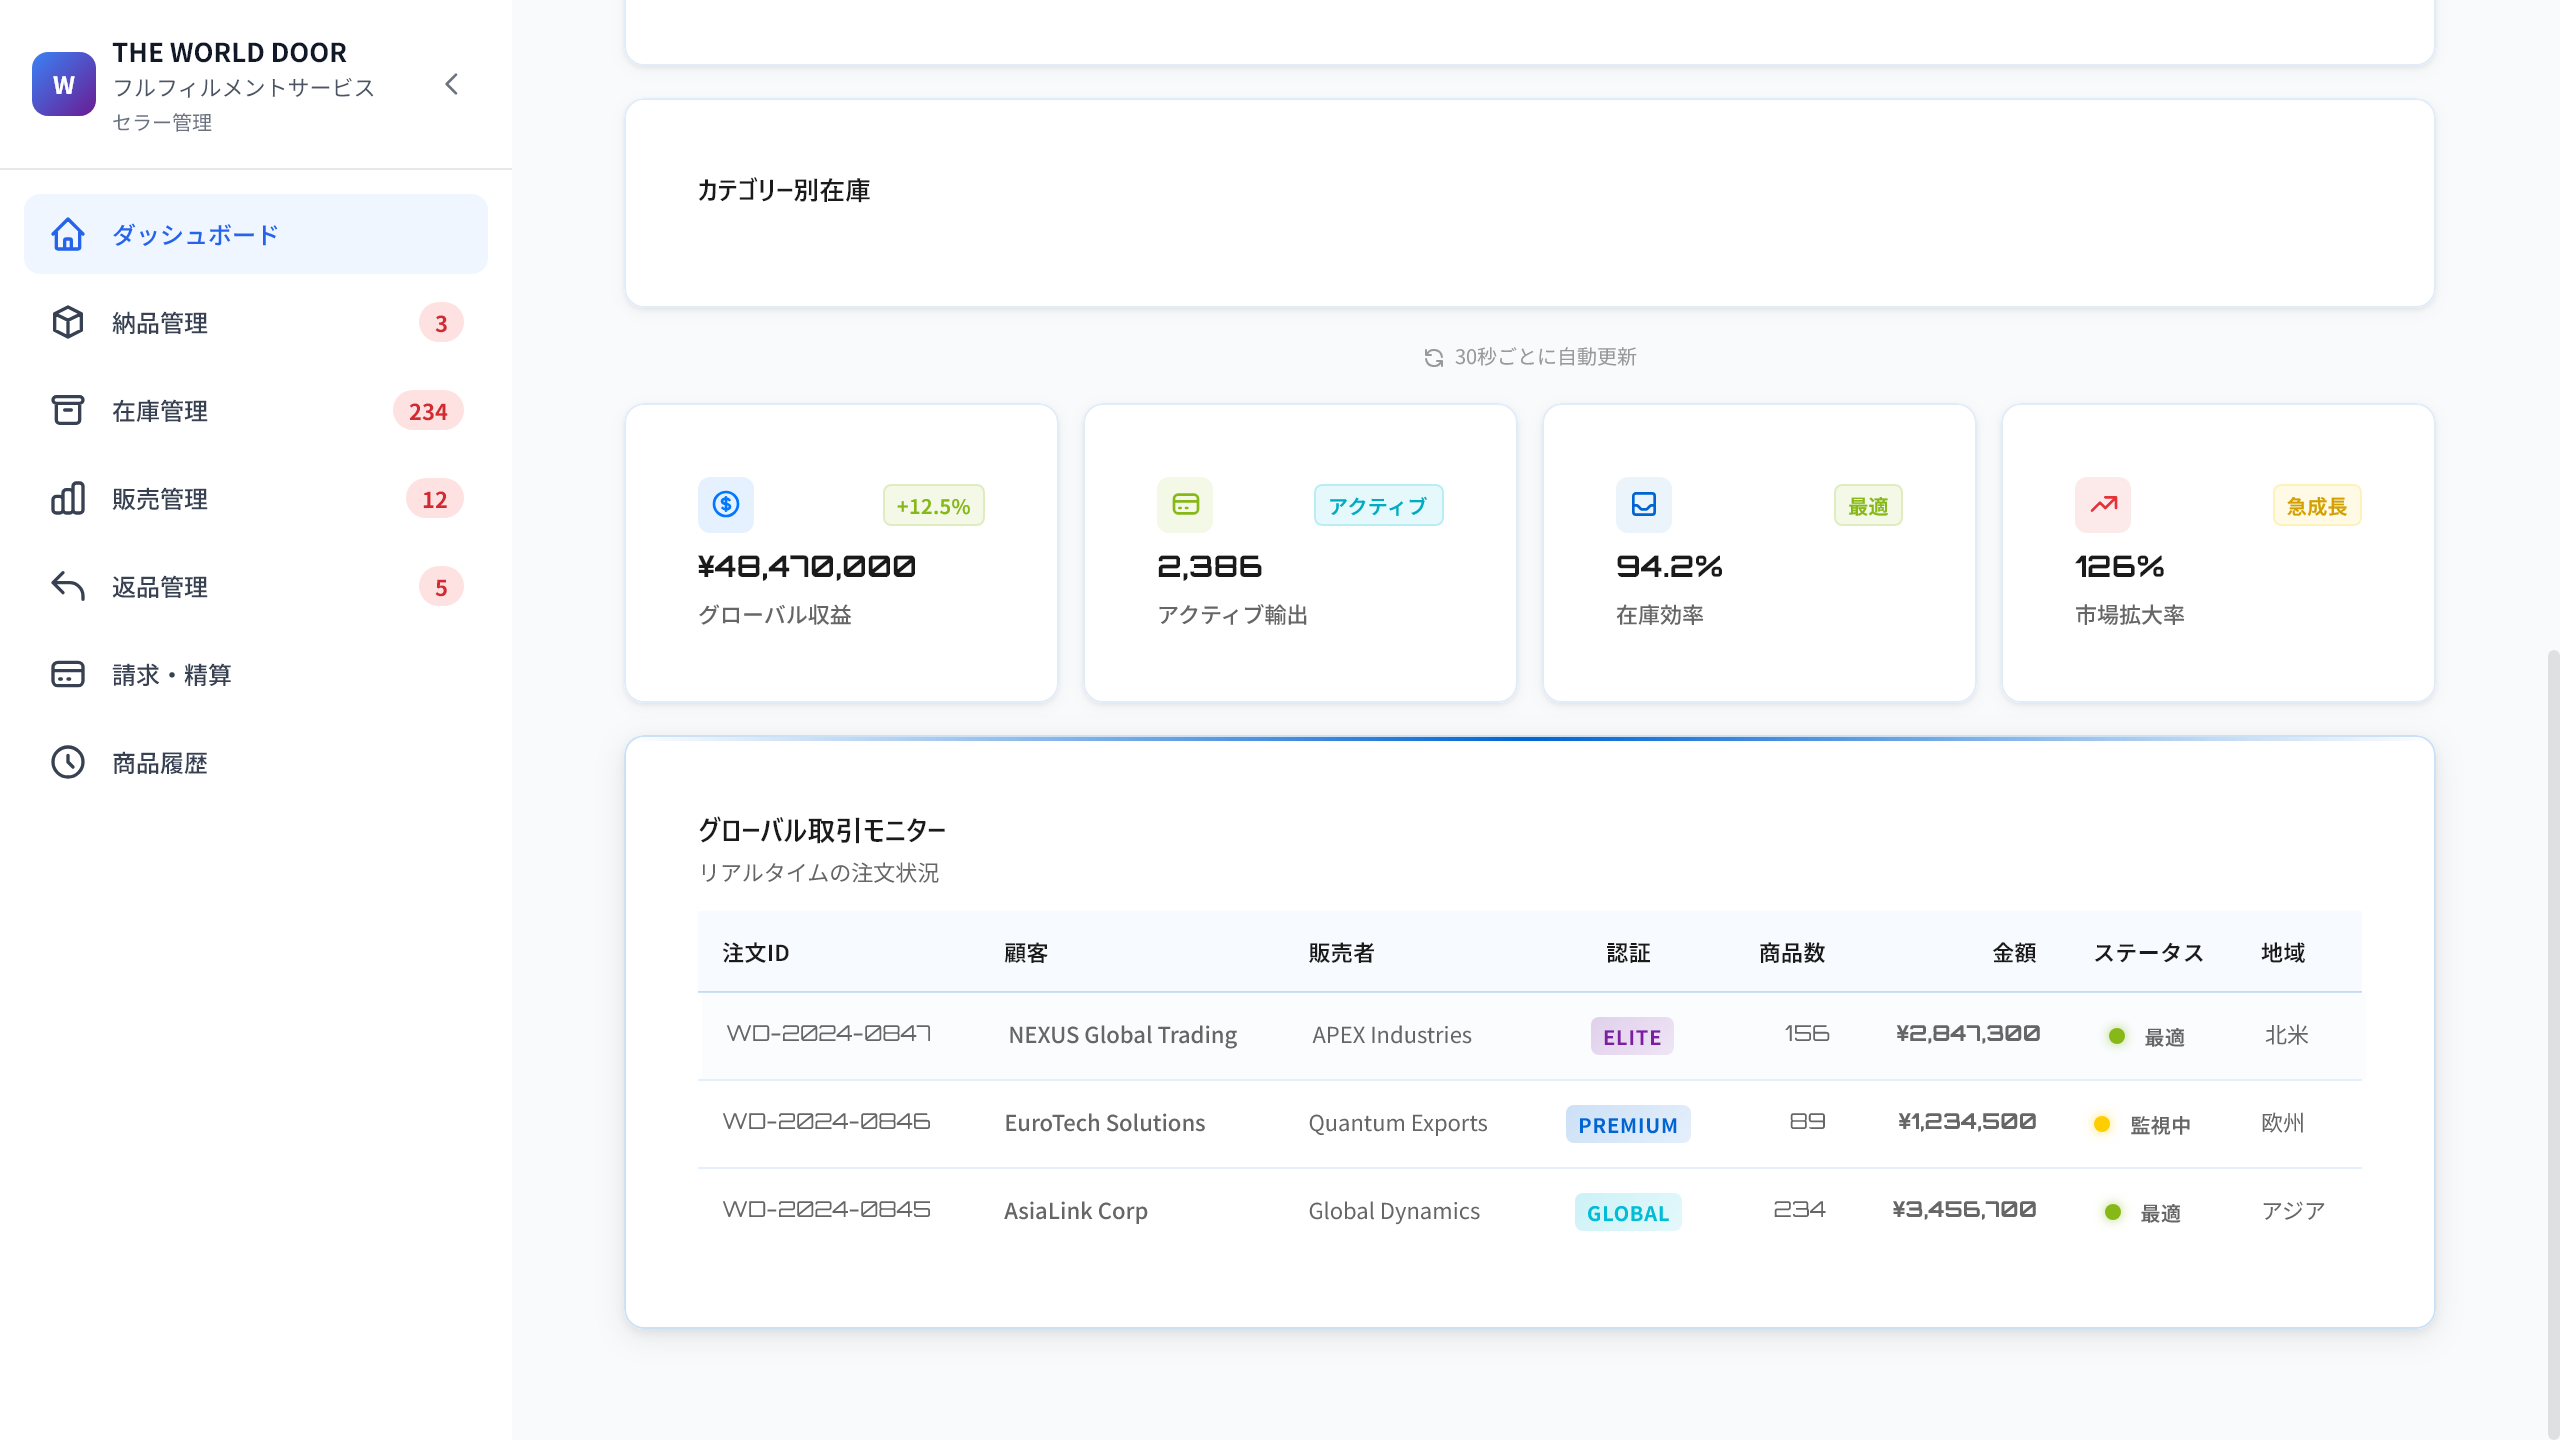 W
THE WORLD DOOR
フルフィルメントサービス
セラー管理
ダッシュボード
納品管理 3
在庫管理 234
販売管理 12
返品管理 5
請求・精算
商品履歴
カテゴリー別在庫
30秒ごとに自動更新
+12.5%
¥48,470,000
グローバル収益
アクティブ
2,386
アクティブ輸出
最適
94.2%
在庫効率
急成長
126%
市場拡大率
グローバル取引モニター
リアルタイムの注文状況
注文ID 顧客 販売者 認証 商品数 金額 ステータス 地域
WD-2024-0847 NEXUS Global Trading APEX Industries ELITE 156 ¥2,847,300 最適 北米
WD-2024-0846 EuroTech Solutions Quantum Exports PREMIUM 89 ¥1,234,500 監視中 欧州
WD-2024-0845 AsiaLink Corp Global Dynamics GLOBAL 234 ¥3,456,700 最適 アジア